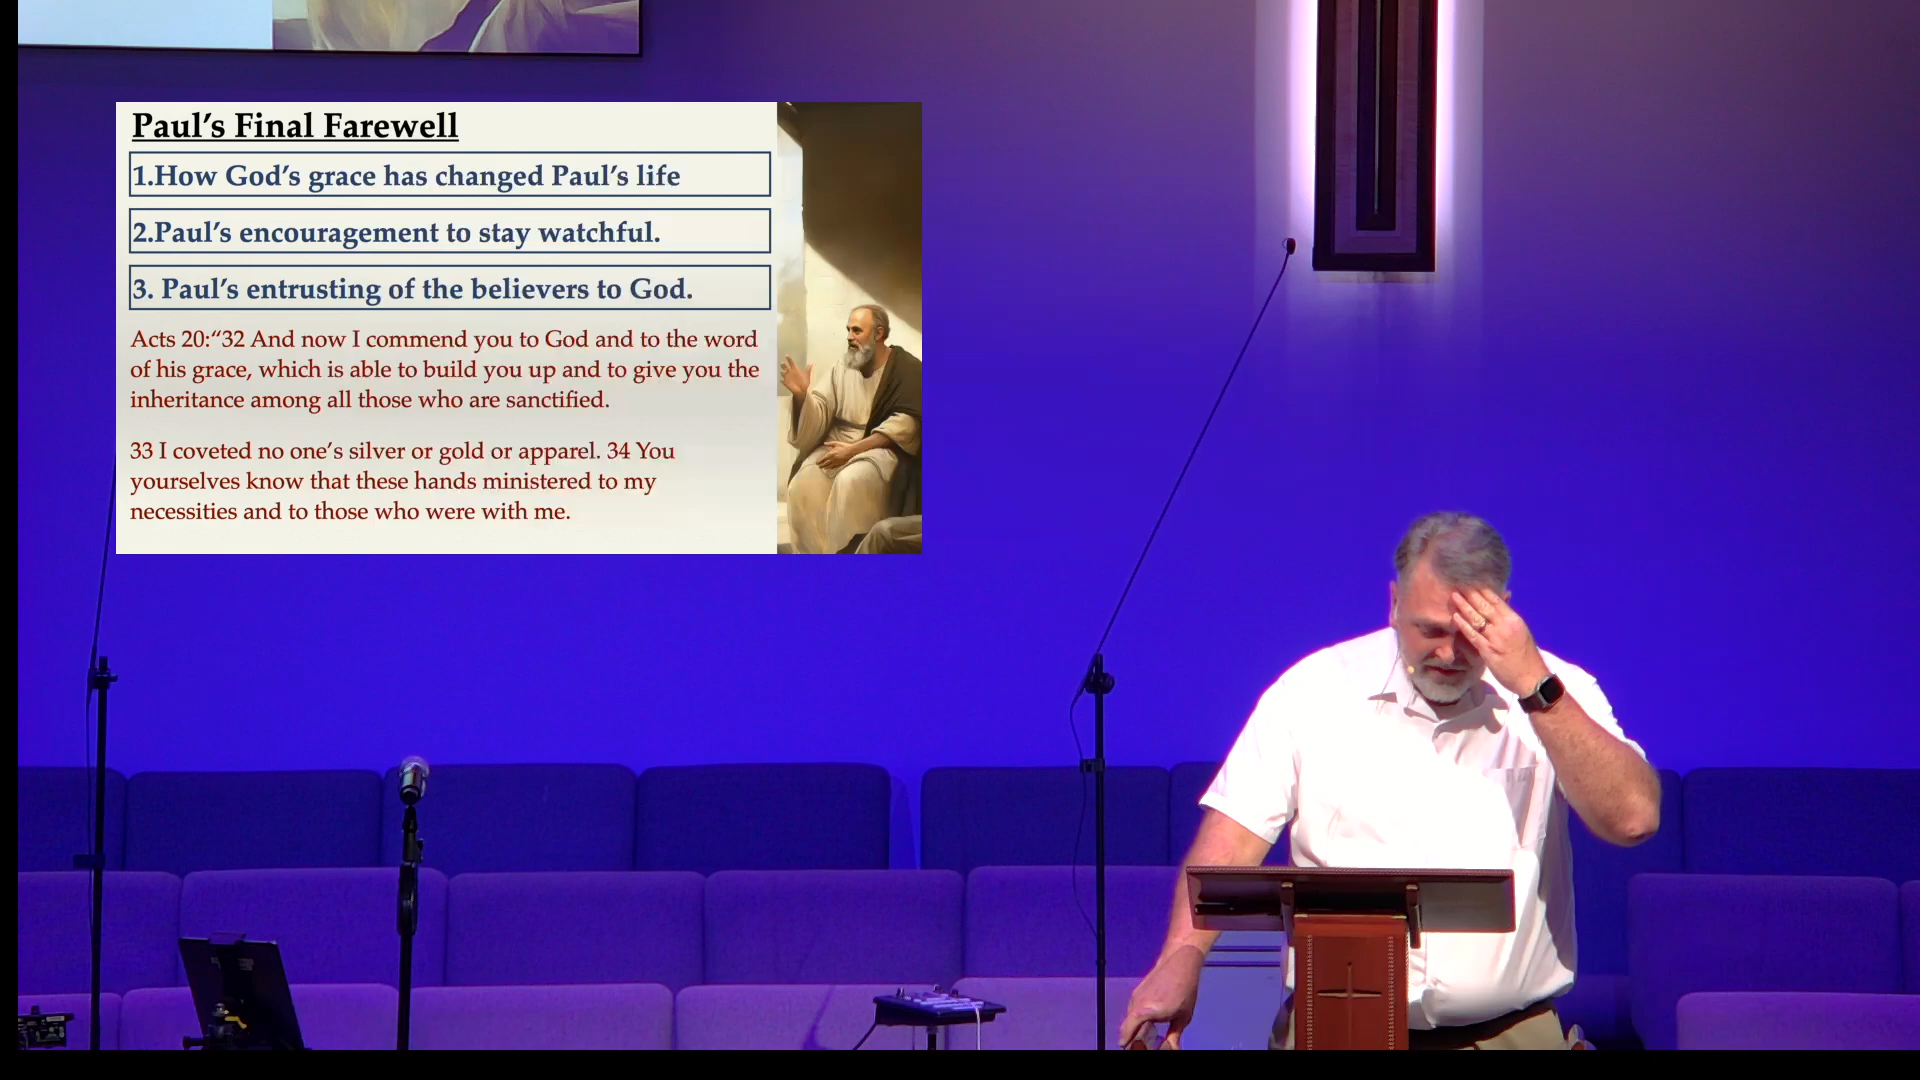 Paul's Final Farewell
1.How God's grace has changed Paul's life
2.Paul's encouragement to stay watchful.
3. Paul's entrusting of the believers to God.
Acts 20:“32 And now I commend you to God and to the word
of his grace, which is able to build you up and to give you the
inheritance among all those who are sanctified.
33 I coveted no one's silver or gold or apparel. 34 You
yourselves know that these hands ministered to my
necessities and to those who were with me.